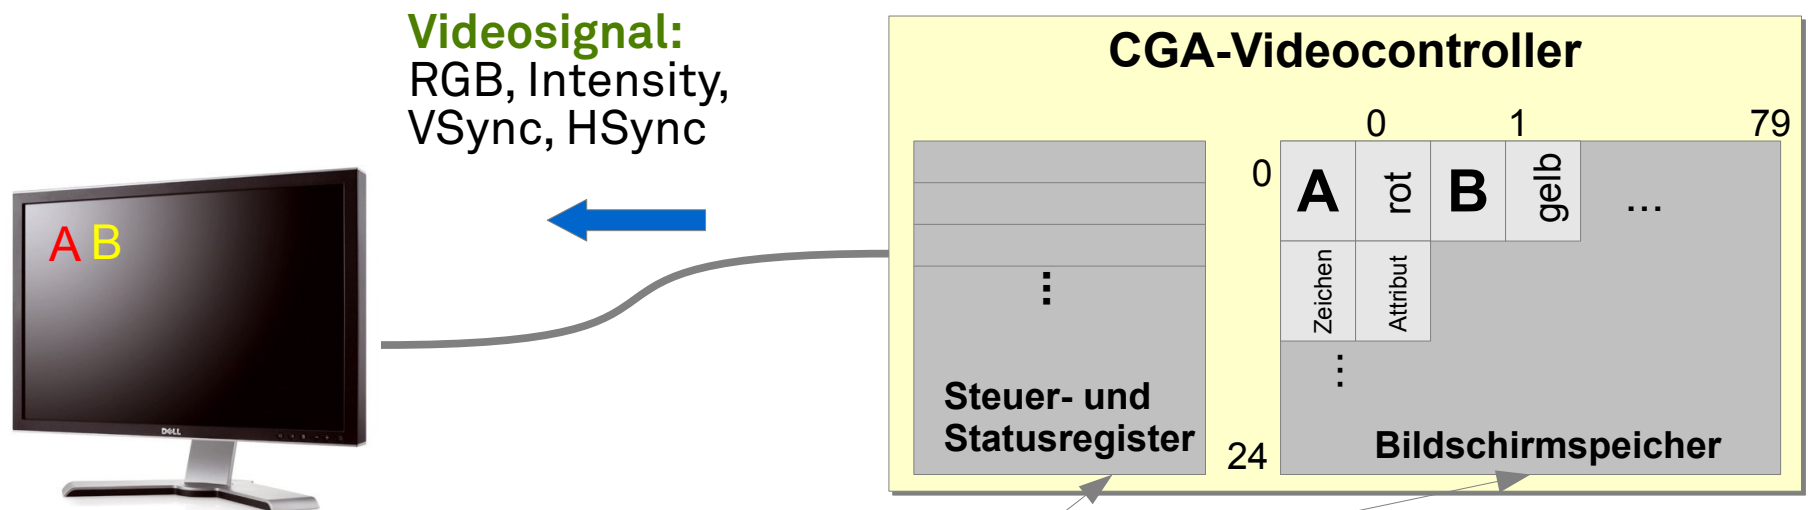 Videosignal:
RGB, Intensity,
VSync, HSync
A B
DELL
CGA-Videocontroller
0 1 79
0
A rot B gelb ...
Zeichen Attribut
...
...
Steuer- und
Statusregister
24
Bildschirmspeicher